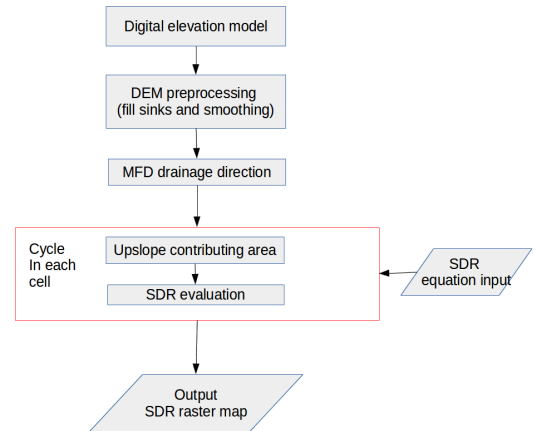 Digital elevation model
DEM preprocessing
(fill sinks and smoothing)
MFD drainage direction
Cycle
In each
cell
Upslope contributing area
SDR evaluation
SDR
equation input
Output
SDR raster map